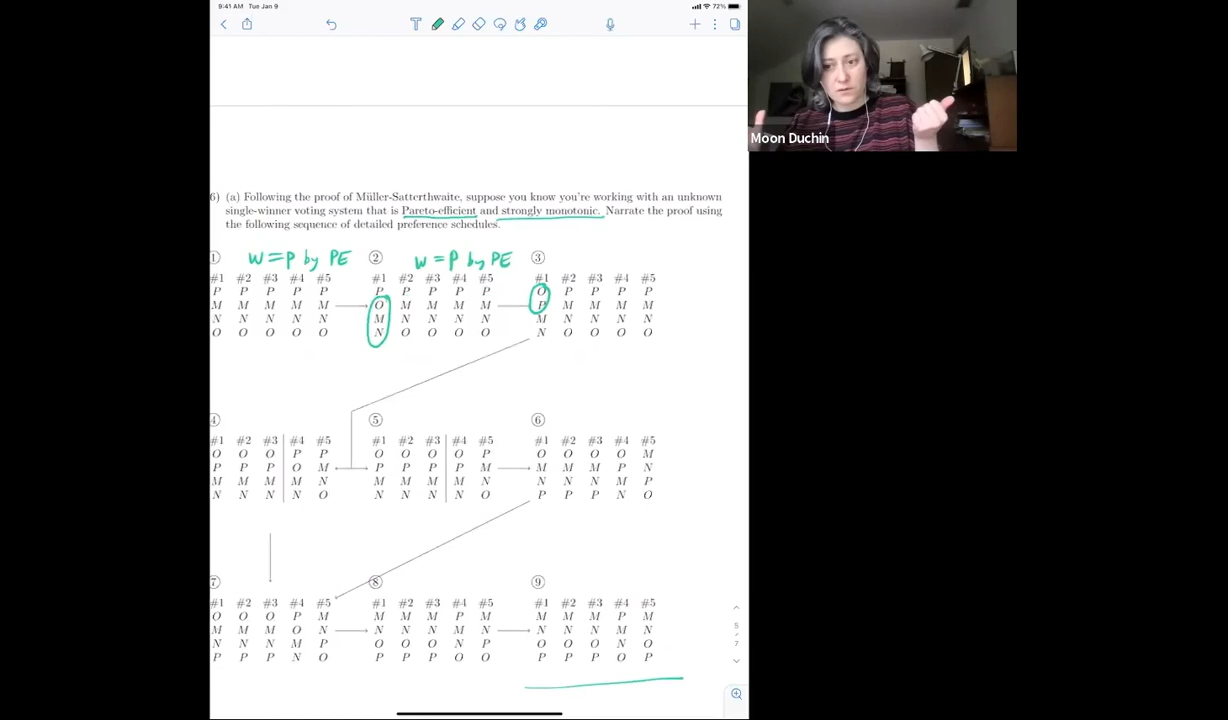 9:41 AM Tue Jan 9
72%
Moon Duchin
6) (a) Following the proof of Müller-Satterthwaite, suppose you know you're working with an unknown
single-winner voting system that is Pareto-efficient and strongly monotonic. Narrate the proof using
the following sequence of detailed preference schedules.
① W=P by PE ② W=P by PE ③
#1 #2 #3 #4 #5 #1 #2 #3 #4 #5 #1 #2 #3 #4 #5
P P P P P P P P P P O P P P P
M M M M M O M M M M P M M M M
N N N N N M N N N N M N N N N
O O O O O N O O O O N O O O O
④ ⑤ ⑥
#1 #2 #3 #4 #5 #1 #2 #3 #4 #5 #1 #2 #3 #4 #5
O O O P P O O O O P O O O O M
P P P O M P P P P M M M M P N
M M M M N M M M M N N N N M P
N N N N O N N N N O P P P N O
⑦ ⑧ ⑨
#1 #2 #3 #4 #5 #1 #2 #3 #4 #5 #1 #2 #3 #4 #5
O O O P M M M M P M M M M P M
M M M O N N N N M N N N N M N
N N N M P O O O N P O O O N O
P P P N O P P P O O P P P O P
5
7